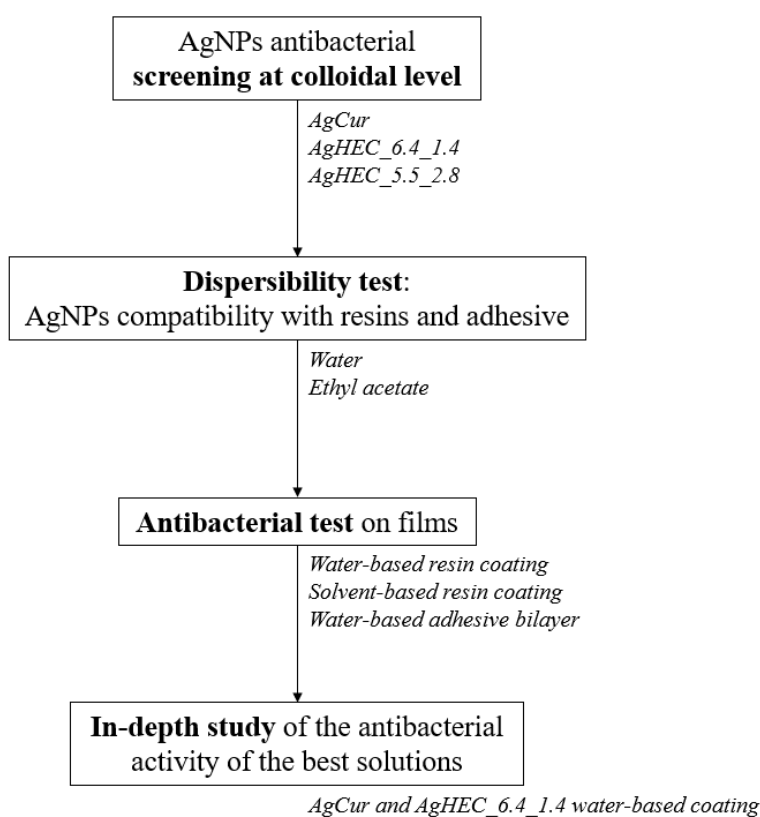 AgNPs antibacterial
screening at colloidal level
AgCur
AgHEC_6.4_1.4
AgHEC_5.5_2.8
Dispersibility test:
AgNPs compatibility with resins and adhesive
Water
Ethyl acetate
Antibacterial test on films
Water-based resin coating
Solvent-based resin coating
Water-based adhesive bilayer
In-depth study of the antibacterial
activity of the best solutions
AgCur and AgHEC_6.4_1.4 water-based coating